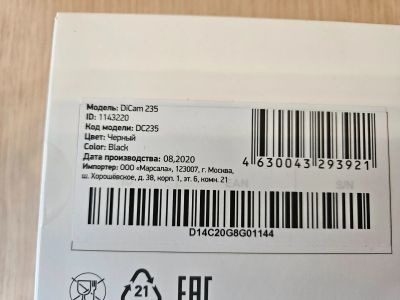 Модель: DiCam 235
ID: 1143220
Код модели: DC235
Цвет: Черный
Color: Black
Дата производства: 08,2020
Импортер: ООО «Марсала», 123007, г. Москва,
ш. Хорошёвское, д. 38, корп. 1, эт. 6, комн. 21
4 630043 293921
EAN
S/N
D14C20G8G01144
21
EAC